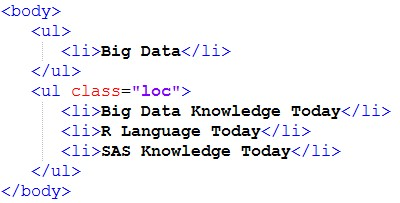 <body>
<ul>
<li>Big Data</li>
</ul>
<ul class="loc">
<li>Big Data Knowledge Today</li>
<li>R Language Today</li>
<li>SAS Knowledge Today</li>
</ul>
</body>